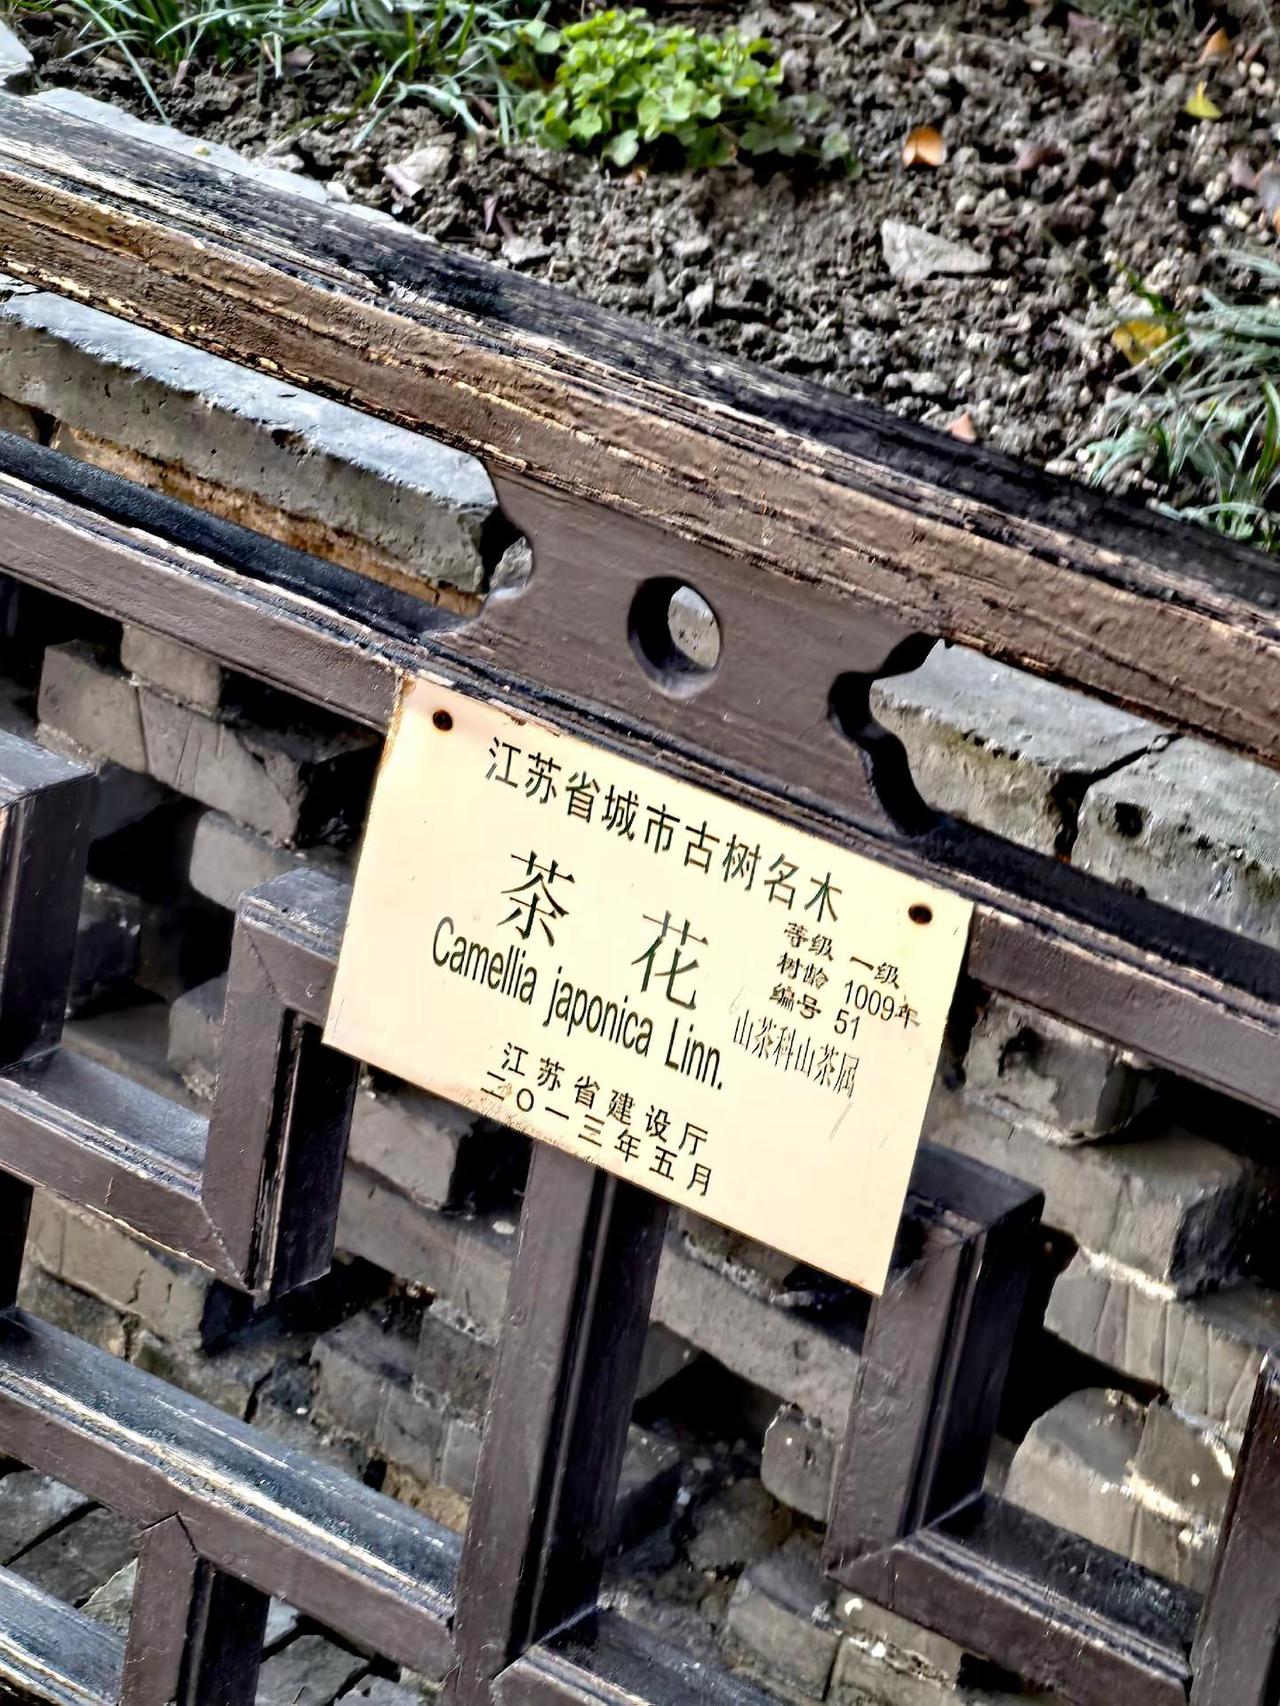 江苏省城市古树名木
茶花
Camellia japonica Linn.
等级 一级
树龄 1009年
编号 51
山茶科山茶属
江苏省建设厅
二〇一三年五月